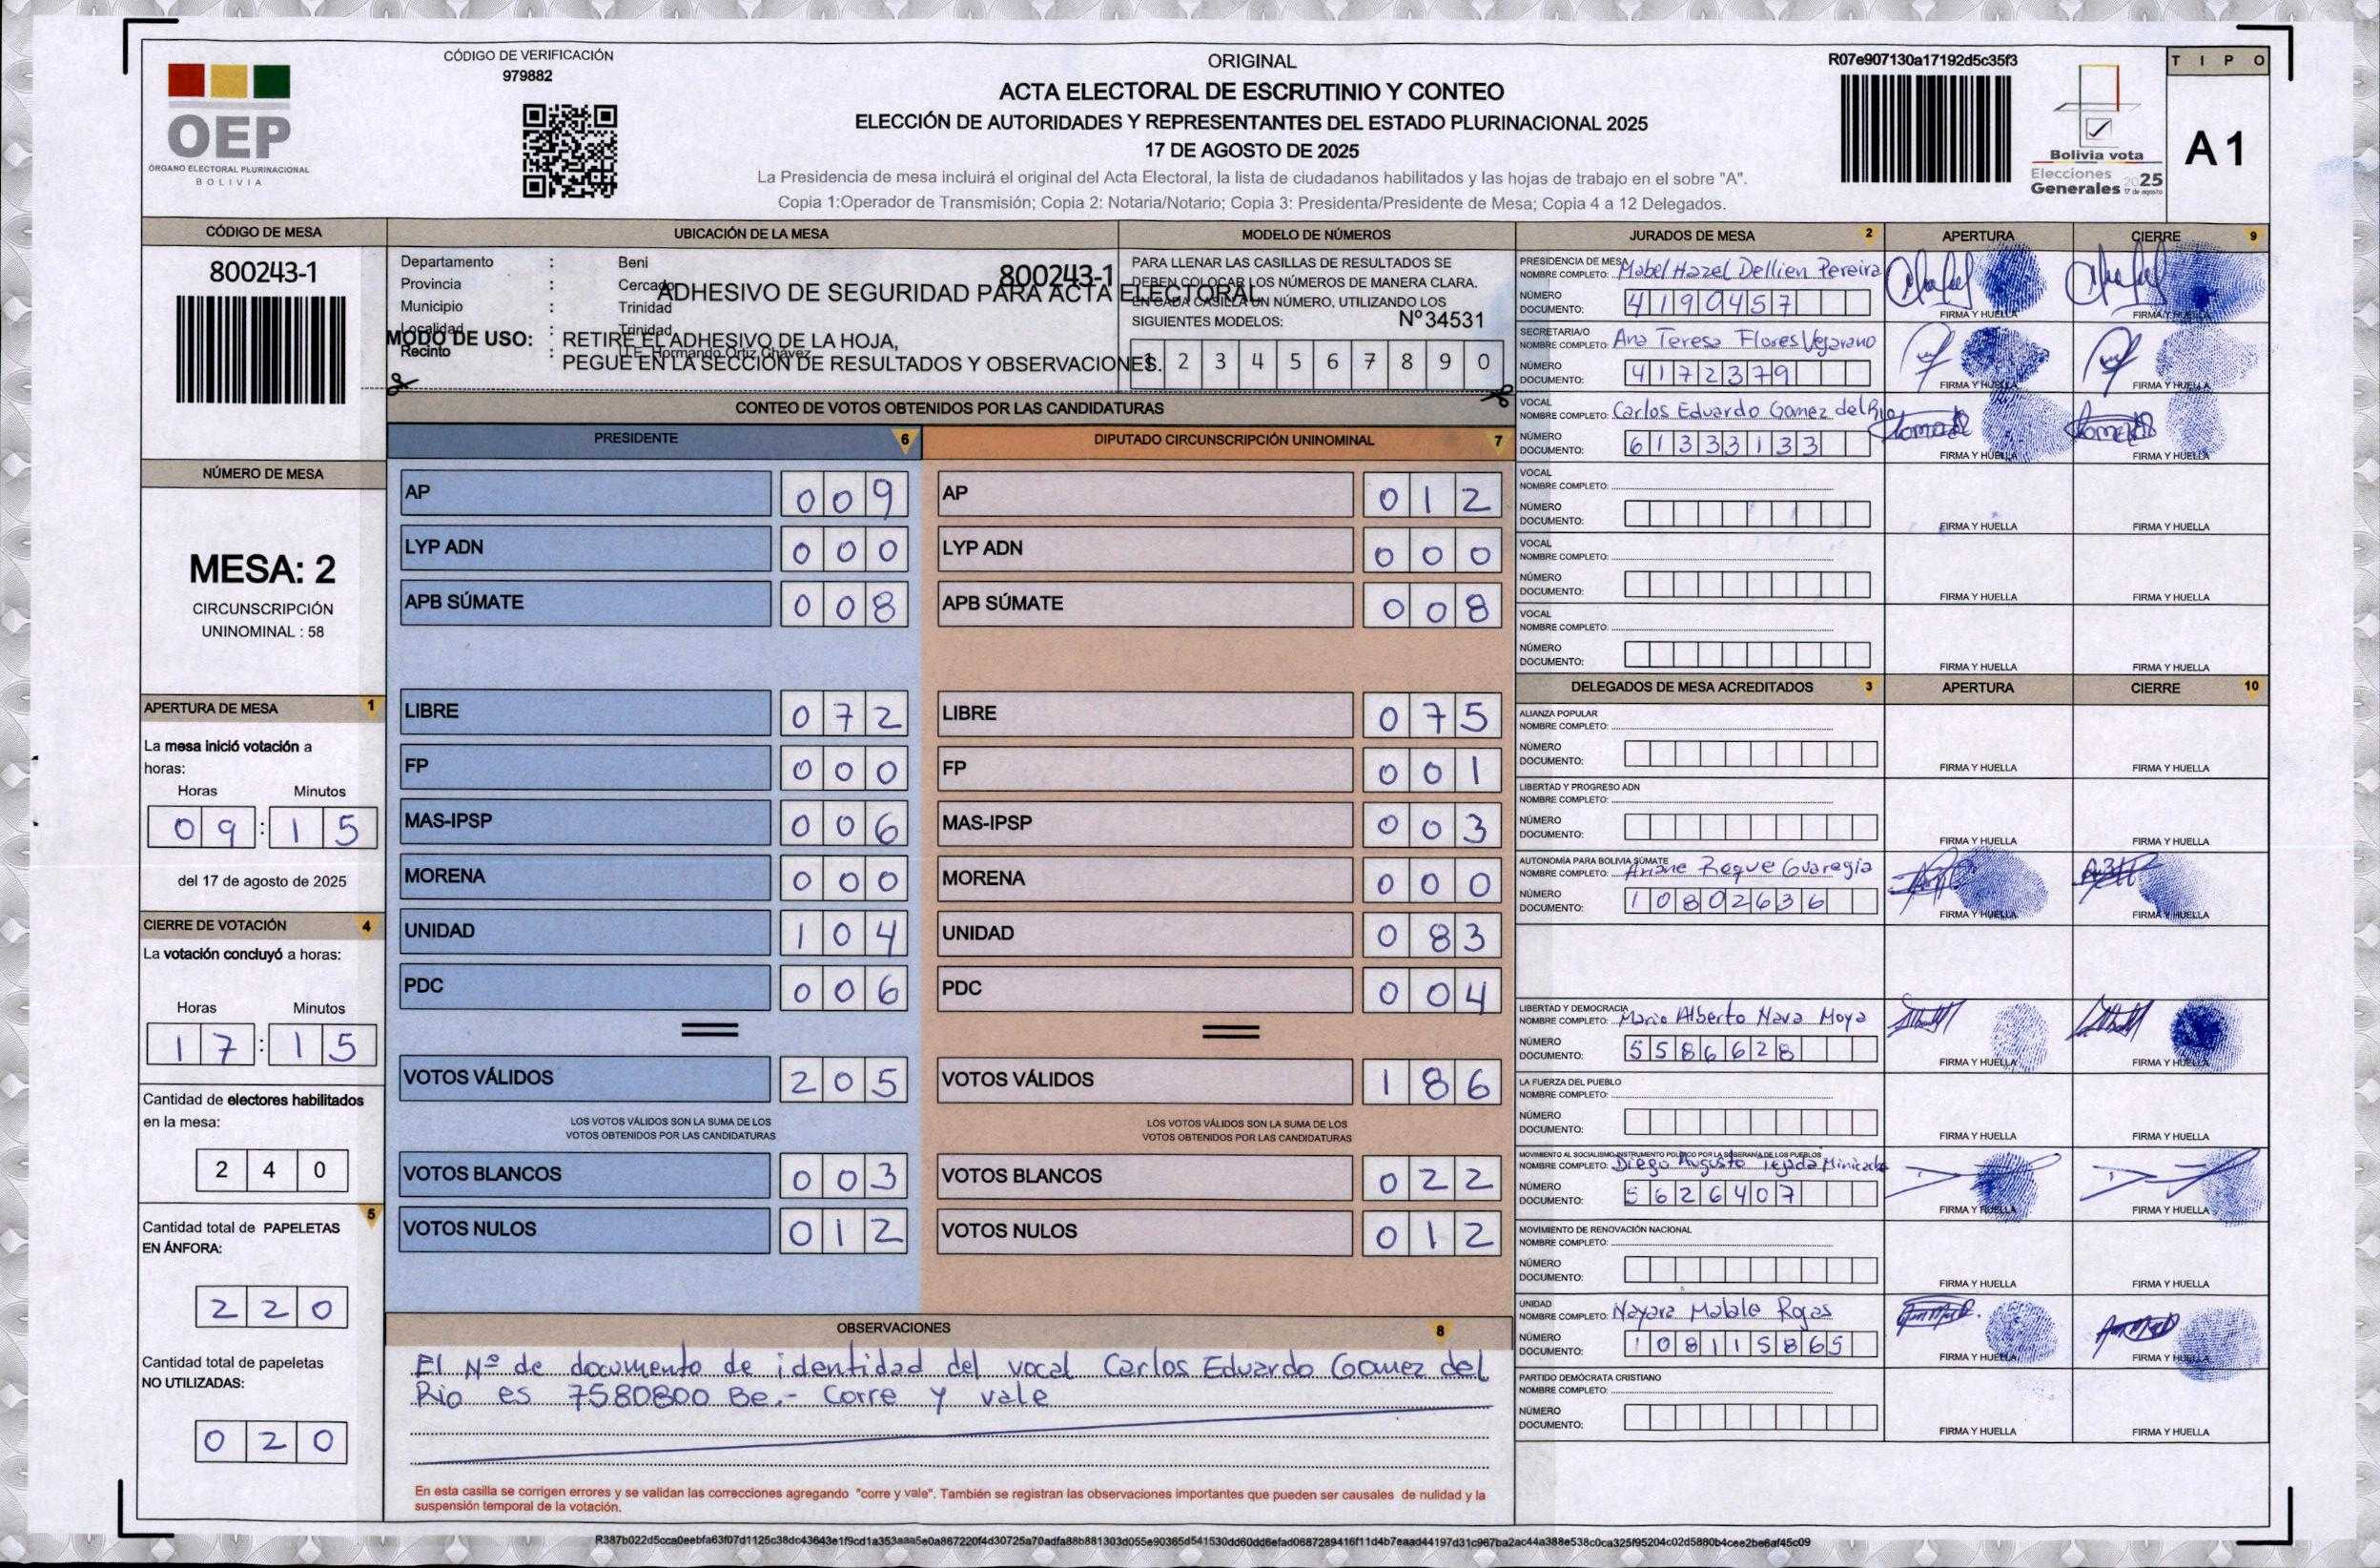 CÓDIGO DE VERIFICACIÓN
979882
OEP
ÓRGANO ELECTORAL PLURINACIONAL
BOLIVIA
ORIGINAL
ACTA ELECTORAL DE ESCRUTINIO Y CONTEO
ELECCIÓN DE AUTORIDADES Y REPRESENTANTES DEL ESTADO PLURINACIONAL 2025
17 DE AGOSTO DE 2025
La Presidencia de mesa incluirá el original del Acta Electoral, la lista de ciudadanos habilitados y las hojas de trabajo en el sobre "A".
Copia 1:Operador de Transmisión; Copia 2: Notaria/Notario; Copia 3: Presidenta/Presidente de Mesa; Copia 4 a 12 Delegados.
R07e907130a17192d5c35f3
Bolivia vota
Elecciones
Generales 2025
17 de agosto
TIPO
A1
CÓDIGO DE MESA
800243-1
NÚMERO DE MESA
MESA: 2
CIRCUNSCRIPCIÓN
UNINOMINAL : 58
APERTURA DE MESA 1
La mesa inició votación a
horas:
Horas Minutos
09:15
del 17 de agosto de 2025
CIERRE DE VOTACIÓN 4
La votación concluyó a horas:
Horas Minutos
17:15
Cantidad de electores habilitados
en la mesa:
240
5
Cantidad total de PAPELETAS
EN ÁNFORA:
220
Cantidad total de papeletas
NO UTILIZADAS:
020
UBICACIÓN DE LA MESA
Departamento : Beni
Provincia : Cercado
Municipio : Trinidad
Localidad : Trinidad
Recinto : U.E. Hormando Ortiz Chávez
800243-1
ADHESIVO DE SEGURIDAD PARA ACTA ELECTORAL
MODO DE USO: RETIRE EL ADHESIVO DE LA HOJA,
PEGUE EN LA SECCIÓN DE RESULTADOS Y OBSERVACIONES.
MODELO DE NÚMEROS
PARA LLENAR LAS CASILLAS DE RESULTADOS SE
DEBEN COLOCAR LOS NÚMEROS DE MANERA CLARA.
EN CADA CASILLA UN NÚMERO, UTILIZANDO LOS
SIGUIENTES MODELOS:
Nº34531
1 2 3 4 5 6 7 8 9 0
CONTEO DE VOTOS OBTENIDOS POR LAS CANDIDATURAS
PRESIDENTE 6
AP 009
LYP ADN 000
APB SÚMATE 008
LIBRE 072
FP 000
MAS-IPSP 006
MORENA 000
UNIDAD 104
PDC 006
VOTOS VÁLIDOS 205
LOS VOTOS VÁLIDOS SON LA SUMA DE LOS
VOTOS OBTENIDOS POR LAS CANDIDATURAS
VOTOS BLANCOS 003
VOTOS NULOS 012
DIPUTADO CIRCUNSCRIPCIÓN UNINOMINAL 7
AP 012
LYP ADN 000
APB SÚMATE 008
LIBRE 075
FP 001
MAS-IPSP 003
MORENA 000
UNIDAD 083
PDC 004
VOTOS VÁLIDOS 186
LOS VOTOS VÁLIDOS SON LA SUMA DE LOS
VOTOS OBTENIDOS POR LAS CANDIDATURAS
VOTOS BLANCOS 022
VOTOS NULOS 012
OBSERVACIONES 8
El Nº de documento de identidad del vocal Carlos Eduardo Gomez del
Rio es 7580800 Be.- Corre y vale
En esta casilla se corrigen errores y se validan las correcciones agregando "corre y vale". También se registran las observaciones importantes que pueden ser causales de nulidad y la
suspensión temporal de la votación.
JURADOS DE MESA 2 APERTURA CIERRE 9
PRESIDENCIA DE MESA
NOMBRE COMPLETO: Mabel Hazel Dellien Pereira
NÚMERO
DOCUMENTO: 4190457
FIRMA Y HUELLA FIRMA Y HUELLA
SECRETARIA/O
NOMBRE COMPLETO: Ana Teresa Flores Vejarano
NÚMERO
DOCUMENTO: 4172379
FIRMA Y HUELLA FIRMA Y HUELLA
VOCAL
NOMBRE COMPLETO: Carlos Eduardo Gomez del Rio
NÚMERO
DOCUMENTO: 61333133
FIRMA Y HUELLA FIRMA Y HUELLA
VOCAL
NOMBRE COMPLETO:
NÚMERO
DOCUMENTO:
FIRMA Y HUELLA FIRMA Y HUELLA
VOCAL
NOMBRE COMPLETO:
NÚMERO
DOCUMENTO:
FIRMA Y HUELLA FIRMA Y HUELLA
VOCAL
NOMBRE COMPLETO:
NÚMERO
DOCUMENTO:
FIRMA Y HUELLA FIRMA Y HUELLA
DELEGADOS DE MESA ACREDITADOS 3 APERTURA CIERRE 10
ALIANZA POPULAR
NOMBRE COMPLETO:
NÚMERO
DOCUMENTO:
FIRMA Y HUELLA FIRMA Y HUELLA
LIBERTAD Y PROGRESO ADN
NOMBRE COMPLETO:
NÚMERO
DOCUMENTO:
FIRMA Y HUELLA FIRMA Y HUELLA
AUTONOMÍA PARA BOLIVIA SÚMATE
NOMBRE COMPLETO: Ariane Roque Guaregia
NÚMERO
DOCUMENTO: 10802636
FIRMA Y HUELLA FIRMA Y HUELLA
LIBERTAD Y DEMOCRACIA
NOMBRE COMPLETO: Mario Alberto Nava Moya
NÚMERO
DOCUMENTO: 5586628
FIRMA Y HUELLA FIRMA Y HUELLA
LA FUERZA DEL PUEBLO
NOMBRE COMPLETO:
NÚMERO
DOCUMENTO:
FIRMA Y HUELLA FIRMA Y HUELLA
MOVIMIENTO AL SOCIALISMO-INSTRUMENTO POLÍTICO POR LA SOBERANÍA DE LOS PUEBLOS
NOMBRE COMPLETO: Diego Augusto Tejada
NÚMERO
DOCUMENTO: 5626407
FIRMA Y HUELLA FIRMA Y HUELLA
MOVIMIENTO DE RENOVACIÓN NACIONAL
NOMBRE COMPLETO:
NÚMERO
DOCUMENTO:
FIRMA Y HUELLA FIRMA Y HUELLA
UNIDAD
NOMBRE COMPLETO: Nayara Malale Rojas
NÚMERO
DOCUMENTO: 108115865
FIRMA Y HUELLA FIRMA Y HUELLA
PARTIDO DEMÓCRATA CRISTIANO
NOMBRE COMPLETO:
NÚMERO
DOCUMENTO:
FIRMA Y HUELLA FIRMA Y HUELLA